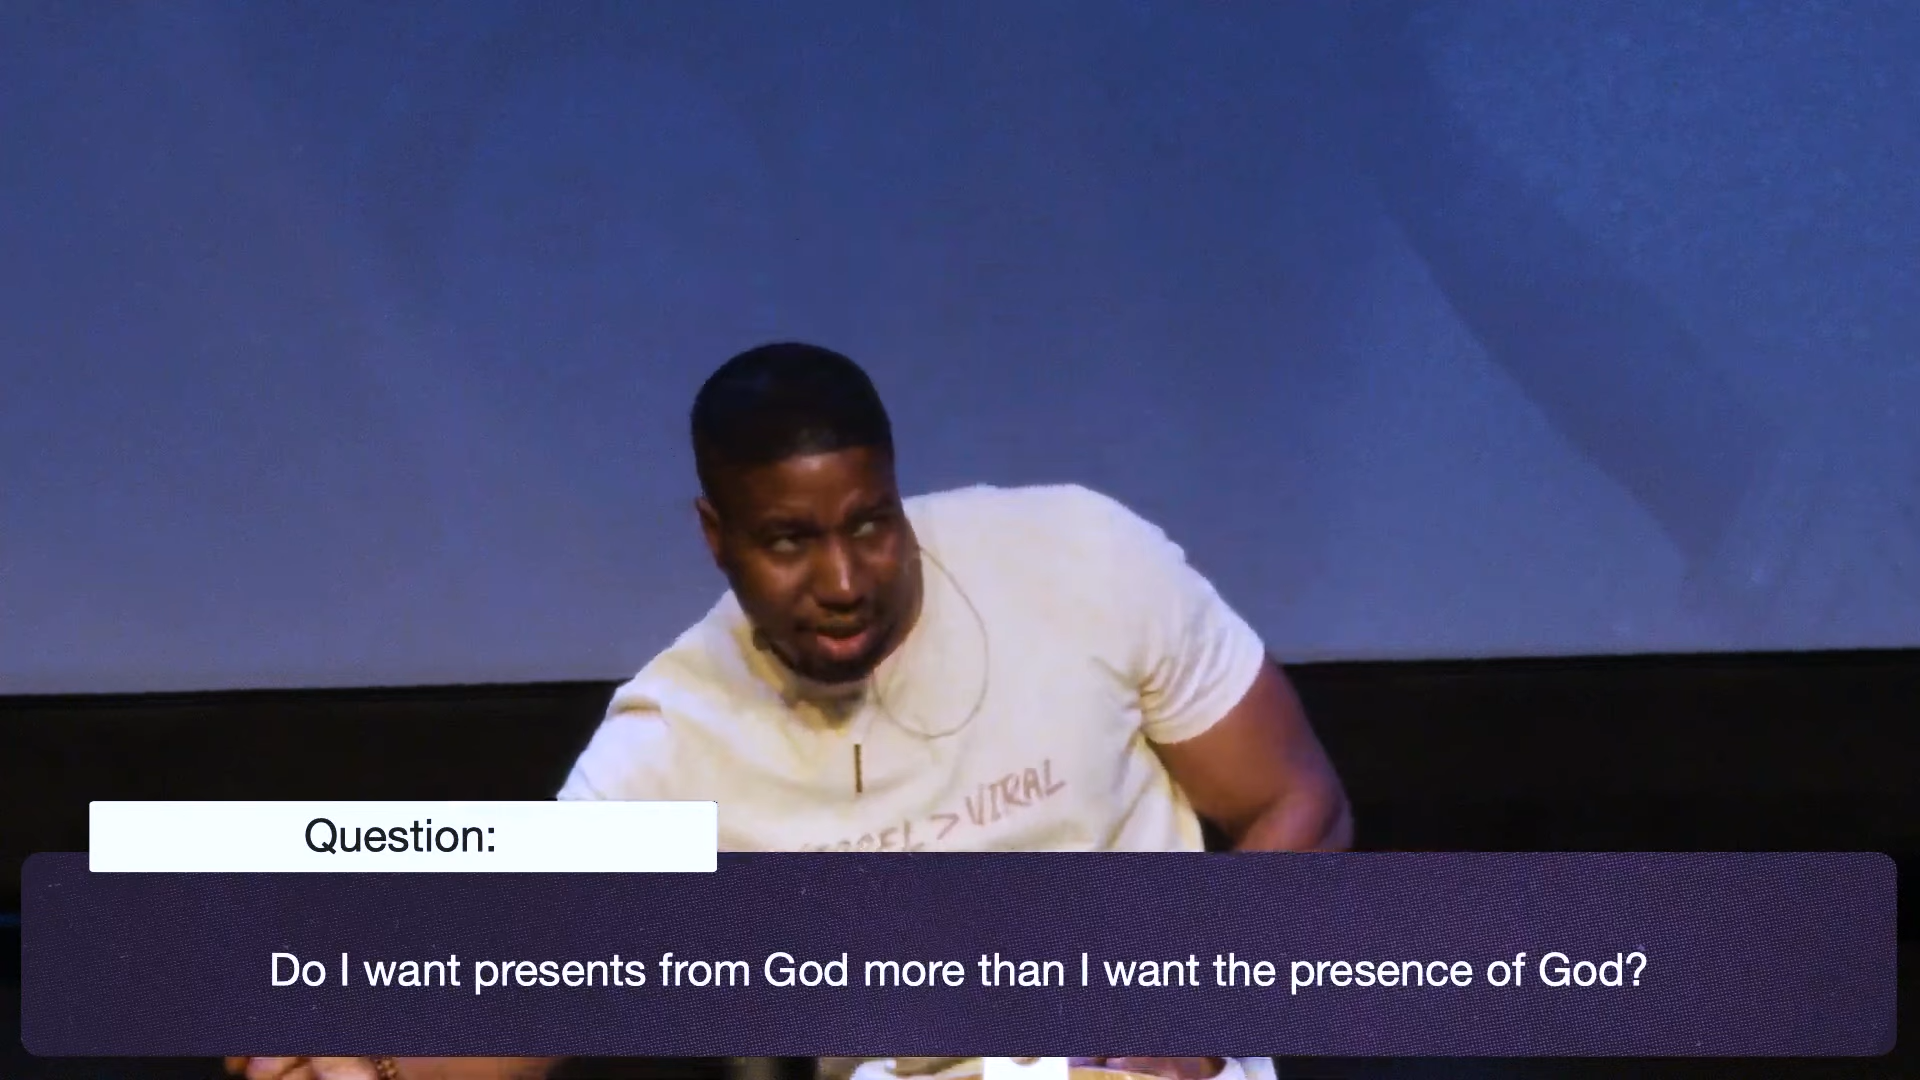 > VIRAL
Question:
Do I want presents from God more than I want the presence of God?